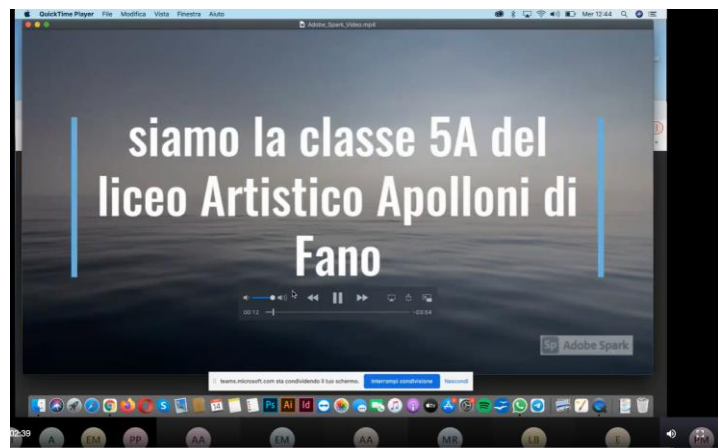 QuickTime Player File Modifica Vista Finestra Aiuto
Mer 12:44
Adobe_Spark_Video.mp4
siamo la classe 5A del
liceo Artistico Apolloni di
Fano
00:12
-03:54
Sp Adobe Spark
teams.microsoft.com sta condividendo il tuo schermo. Interrompi condivisione Nascondi
02:39
A EM PP AA EM AA MR LB E PM